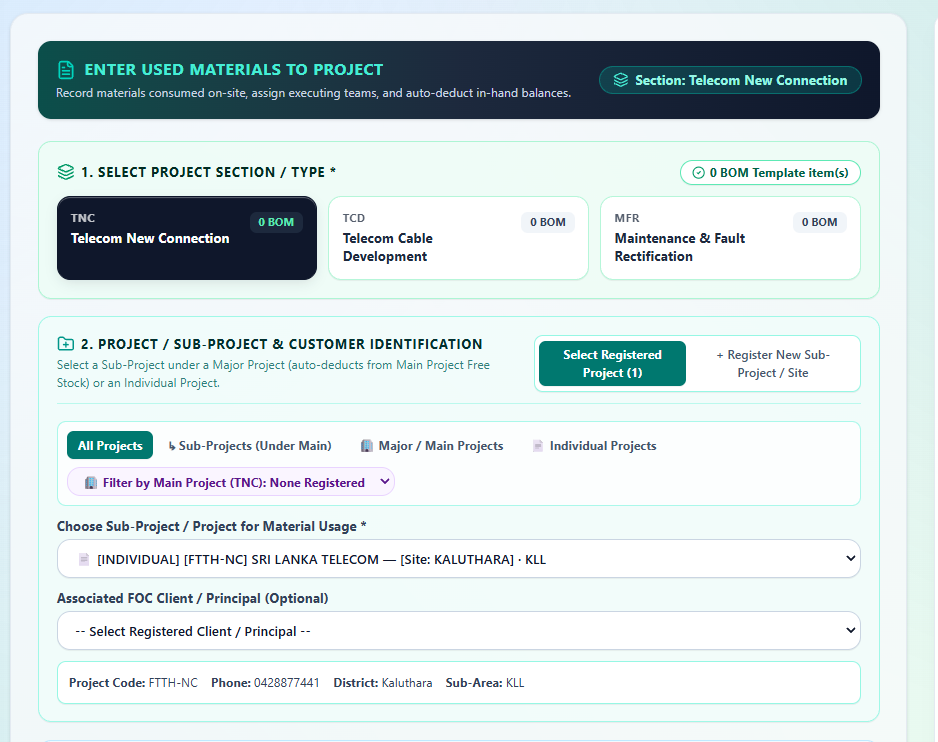 ENTER USED MATERIALS TO PROJECT
Record materials consumed on-site, assign executing teams, and auto-deduct in-hand balances.
Section: Telecom New Connection
1. SELECT PROJECT SECTION / TYPE *
0 BOM Template item(s)
TNC
0 BOM
Telecom New Connection
TCD
0 BOM
Telecom Cable
Development
MFR
0 BOM
Maintenance & Fault
Rectification
2. PROJECT / SUB-PROJECT & CUSTOMER IDENTIFICATION
Select a Sub-Project under a Major Project (auto-deducts from Main Project Free
Stock) or an Individual Project.
Select Registered
Project (1)
+ Register New Sub-
Project / Site
All Projects
↳ Sub-Projects (Under Main)
Major / Main Projects
Individual Projects
Filter by Main Project (TNC): None Registered
Choose Sub-Project / Project for Material Usage *
[INDIVIDUAL] [FTTH-NC] SRI LANKA TELECOM — [Site: KALUTHARA] · KLL
Associated FOC Client / Principal (Optional)
-- Select Registered Client / Principal --
Project Code: FTTH-NC Phone: 0428877441 District: Kaluthara Sub-Area: KLL